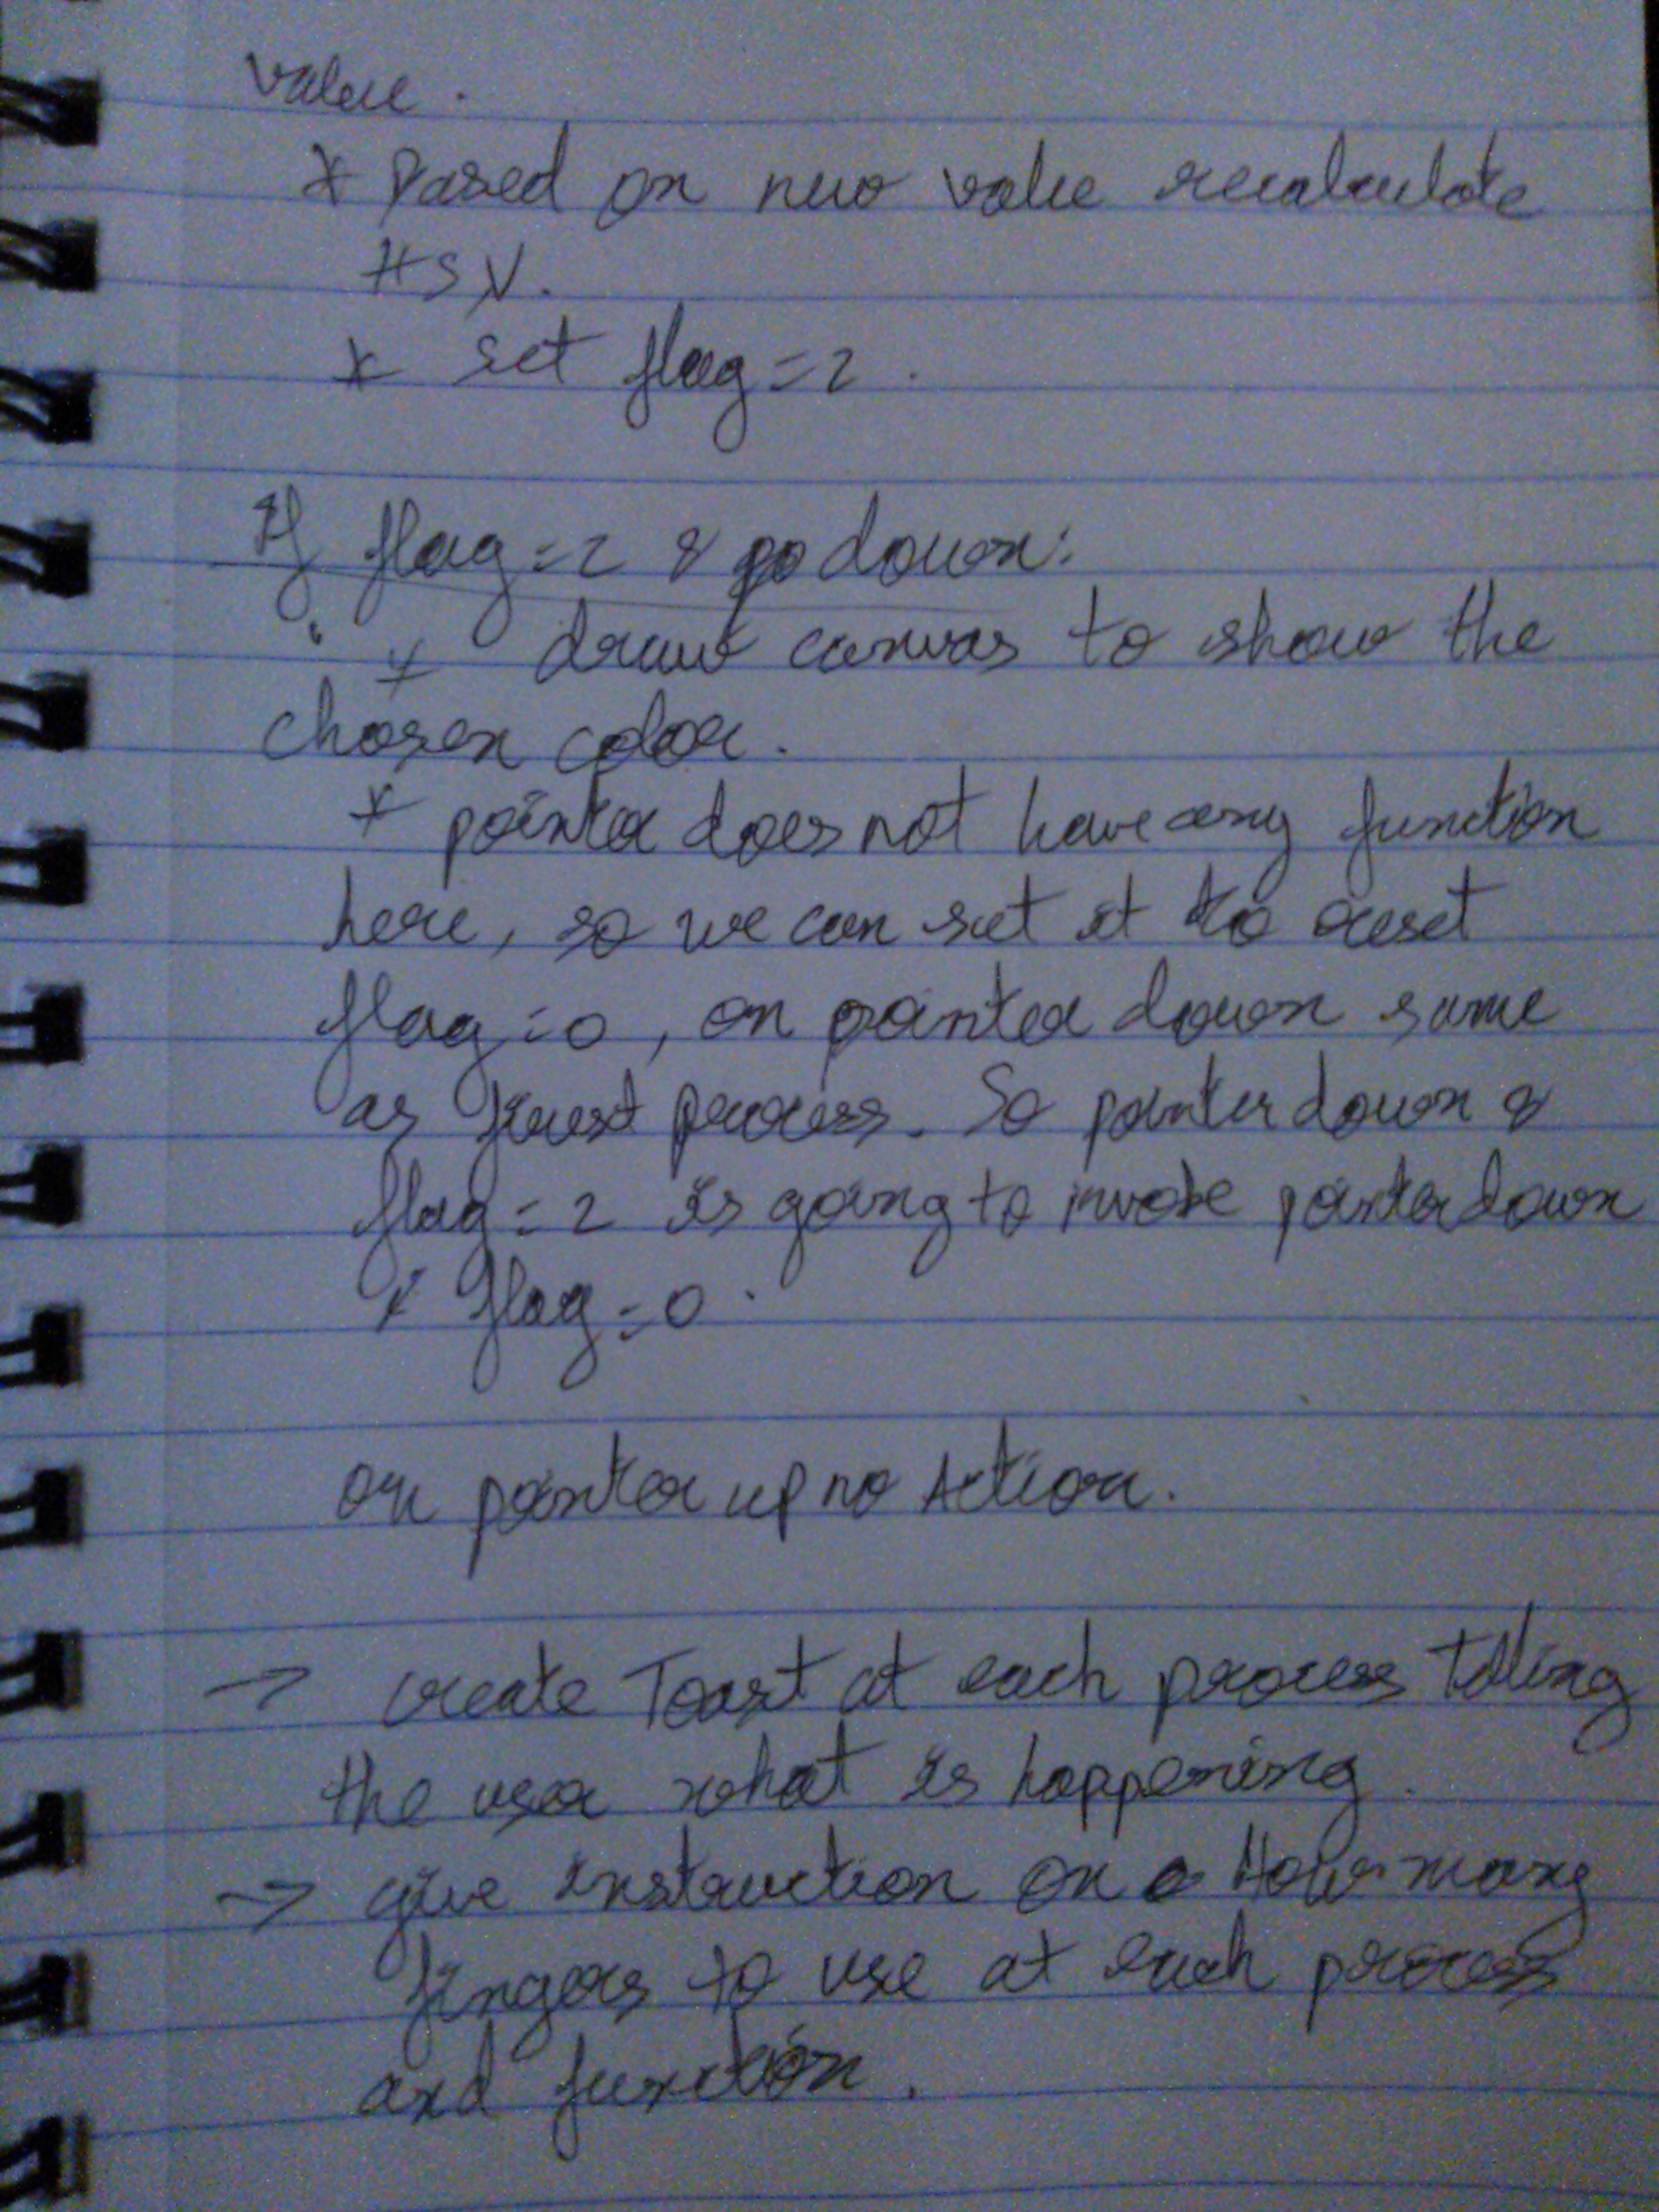 value.
* Based on new value recalculate
HSV.
* set flag=2.
If flag=2 & go down:
* draw canvas to show the
chosen color.
* pointer does not have any function
here, so we can set it to reset
flag=0, on pointer down same
as first process. So pointer down &
flag=2 is going to invoke pointer down
& flag=0.
on pointer up no Action.
→ create Toast at each process telling
the user what is happening.
→ give instruction on How many
fingers to use at each process
and function.